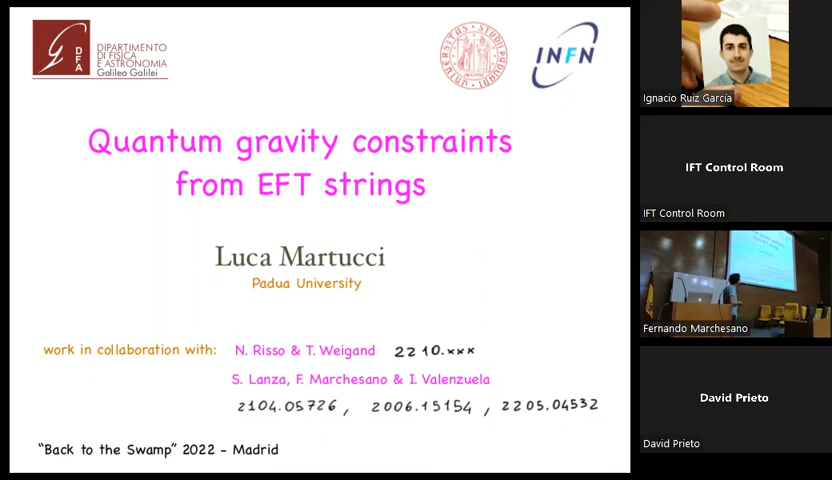 DFA
DIPARTIMENTO
DI FISICA
E ASTRONOMIA
Galileo Galilei
INFN
Quantum gravity constraints
from EFT strings
Luca Martucci
Padua University
work in collaboration with: N. Risso & T. Weigand 2210.xxx
S. Lanza, F. Marchesano & I. Valenzuela
2104.05726, 2006.15154, 2205.04532
"Back to the Swamp" 2022 - Madrid
Ignacio Ruiz García
IFT Control Room
IFT Control Room
Fernando Marchesano
David Prieto
David Prieto